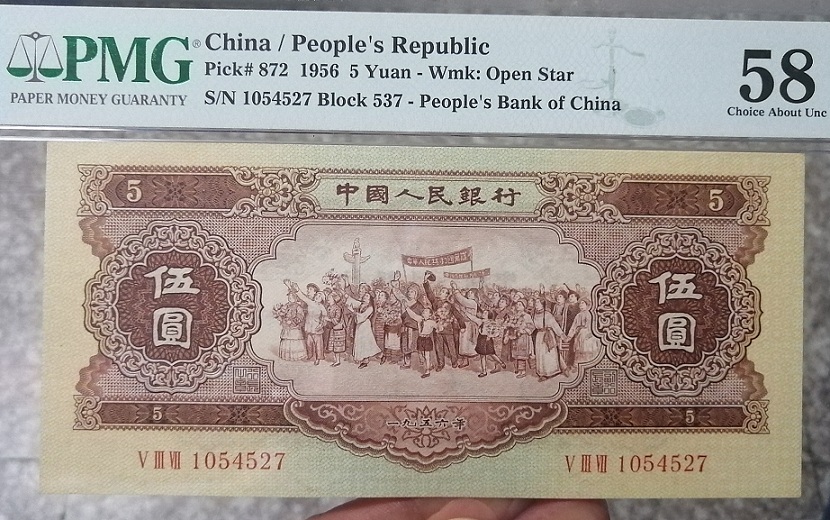 PMG®
PAPER MONEY GUARANTY
China / People's Republic
Pick# 872 1956 5 Yuan - Wmk: Open Star
S/N 1054527 Block 537 - People's Bank of China
58
Choice About Unc
5
中國人民銀行
5
伍圓
伍圓
5
一九五六年
5
V III VII 1054527
V III VII 1054527